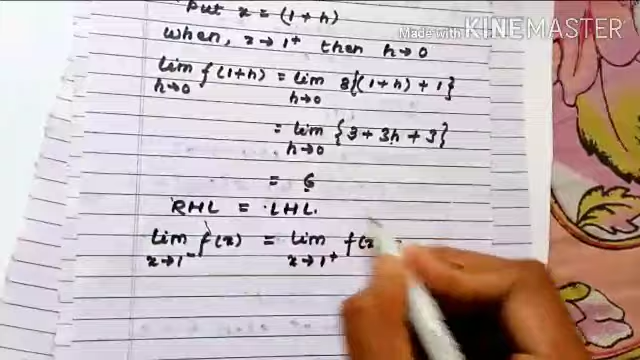 Put x = (1 + h)
Made with KINEMASTER
when, x → 1⁺ then h → 0
lim f(1+h) = lim 3{(1 + h) + 1}
h→0 h→0
= lim {3 + 3h + 3}
h→0
= 6
RHL = LHL.
lim f(x) = lim f(x) =
x→1⁻ x→1⁺